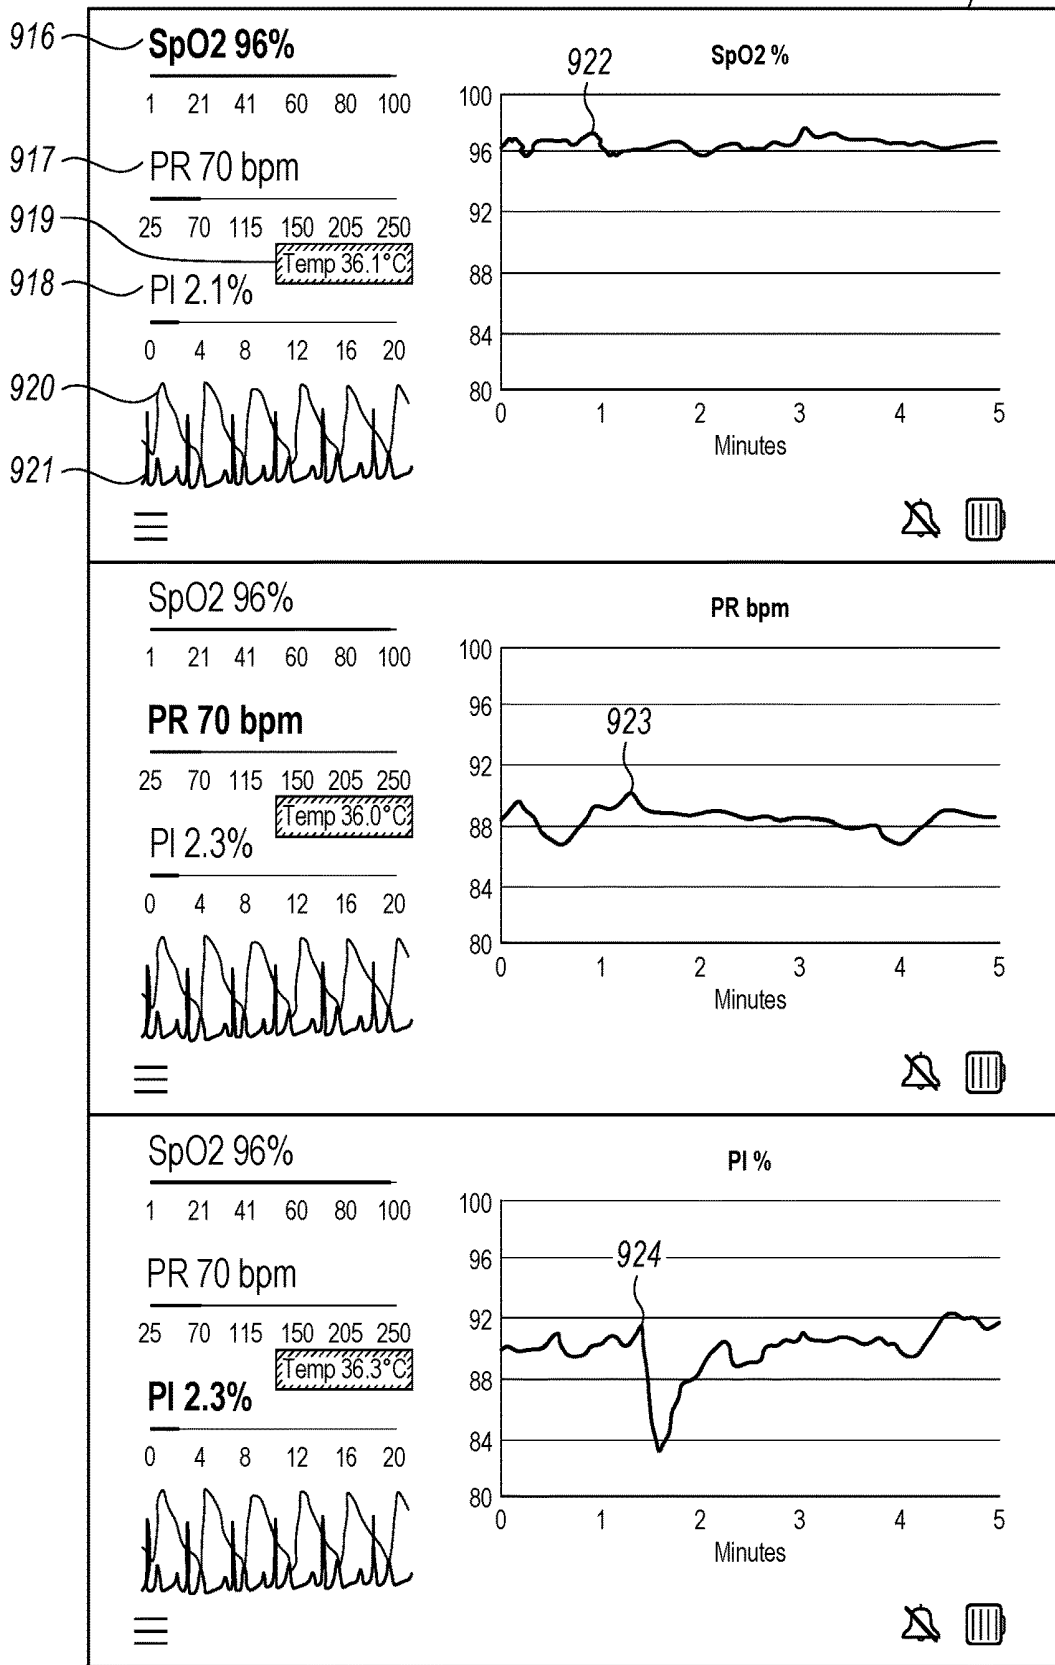 916
SpO2 96%
1 21 41 60 80 100
917
PR 70 bpm
919
25 70 115 150 205 250
Temp 36.1°C
918
PI 2.1%
0 4 8 12 16 20
920
921
SpO2 %
922
100
96
92
88
84
80
0 1 2 3 4 5
Minutes
SpO2 96%
1 21 41 60 80 100
PR 70 bpm
25 70 115 150 205 250
Temp 36.0°C
PI 2.3%
0 4 8 12 16 20
PR bpm
100
96
923
92
88
84
80
0 1 2 3 4 5
Minutes
SpO2 96%
1 21 41 60 80 100
PR 70 bpm
25 70 115 150 205 250
Temp 36.3°C
PI 2.3%
0 4 8 12 16 20
PI %
100
96
924
92
88
84
80
0 1 2 3 4 5
Minutes